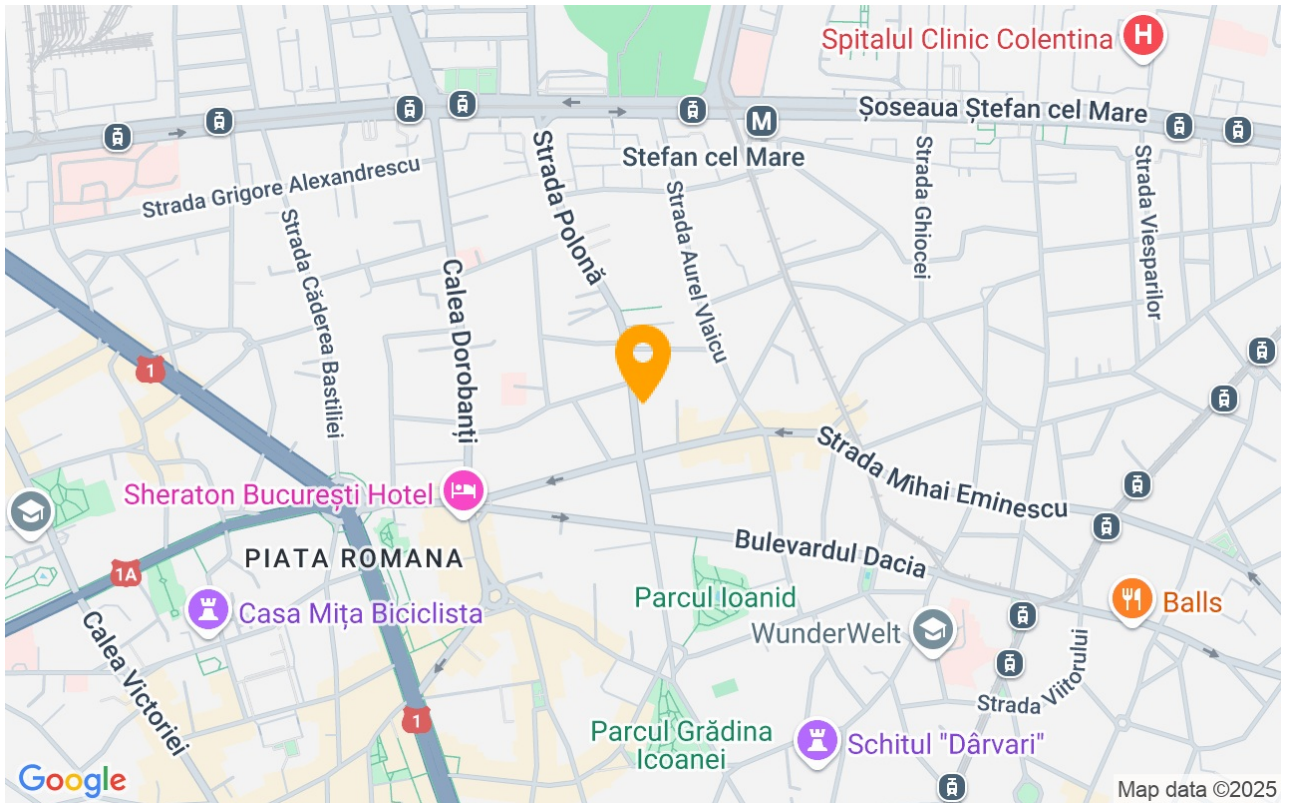 Spitalul Clinic Colentina
H
Șoseaua Ștefan cel Mare
M
Stefan cel Mare
Strada Grigore Alexandrescu
Strada Polonă
Strada Aurel Vlaicu
Strada Ghiocei
Strada Viesparilor
Strada Căderea Bastiliei
Calea Dorobanți
1
Strada Mihai Eminescu
Sheraton București Hotel
Bulevardul Dacia
PIATA ROMANA
1A
Casa Mița Biciclista
Parcul Ioanid
WunderWelt
Balls
Calea Victoriei
Strada Viitorului
1
Parcul Grădina
Icoanei
Schitul "Dârvari"
Google
Map data ©2025